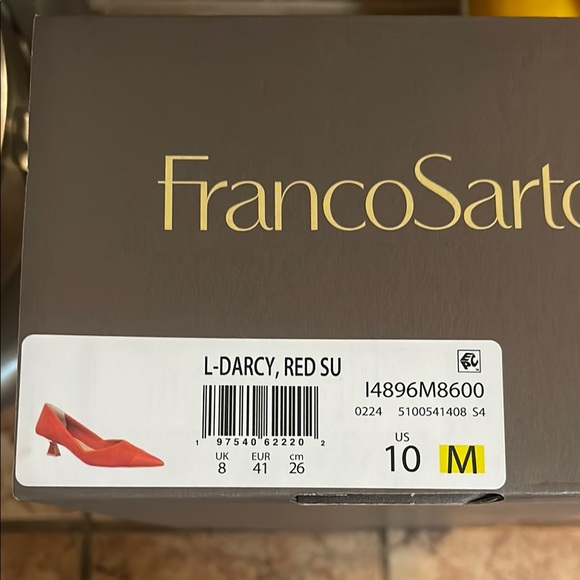 FrancoSarto
L-DARCY, RED SU
I4896M8600
0224 5100541408 S4
1 97540 62220 2
UK EUR cm
8 41 26
US
10 M